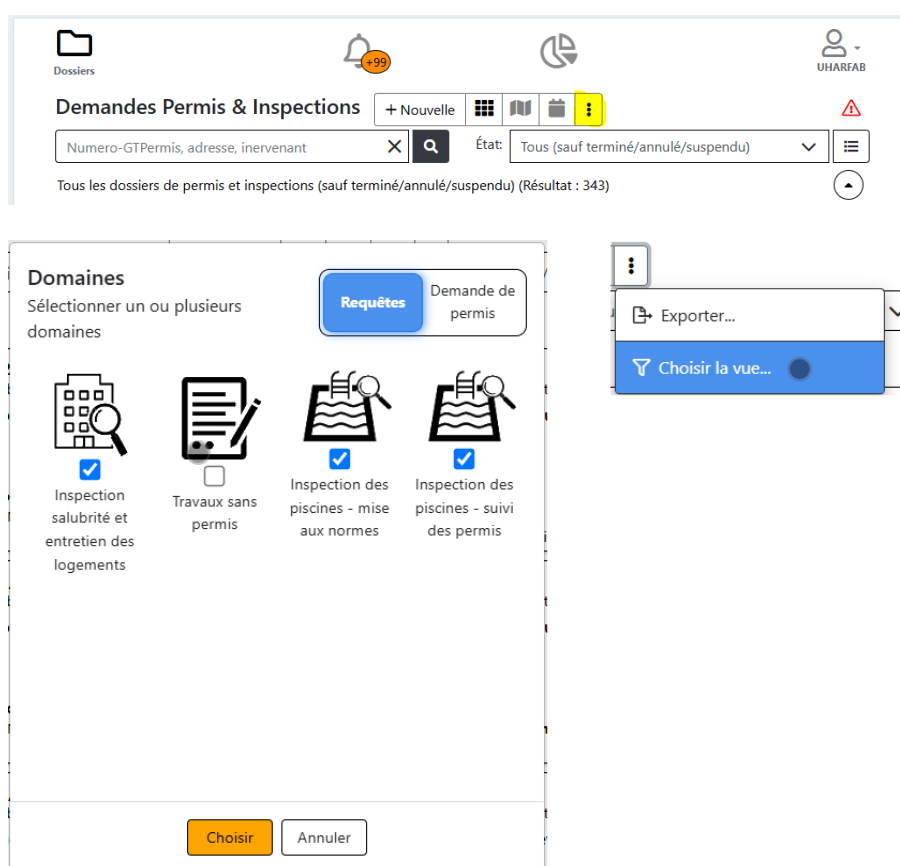 Dossiers
+99
UHARFAB
Demandes Permis & Inspections
+ Nouvelle
Numero-GTPermis, adresse, inervenant
État:
Tous (sauf terminé/annulé/suspendu)
Tous les dossiers de permis et inspections (sauf terminé/annulé/suspendu) (Résultat : 343)
Domaines
Sélectionner un ou plusieurs
domaines
Requêtes
Demande de
permis
Inspection
salubrité et
entretien des
logements
Travaux sans
permis
Inspection des
piscines - mise
aux normes
Inspection des
piscines - suivi
des permis
Choisir
Annuler
Exporter...
Choisir la vue...